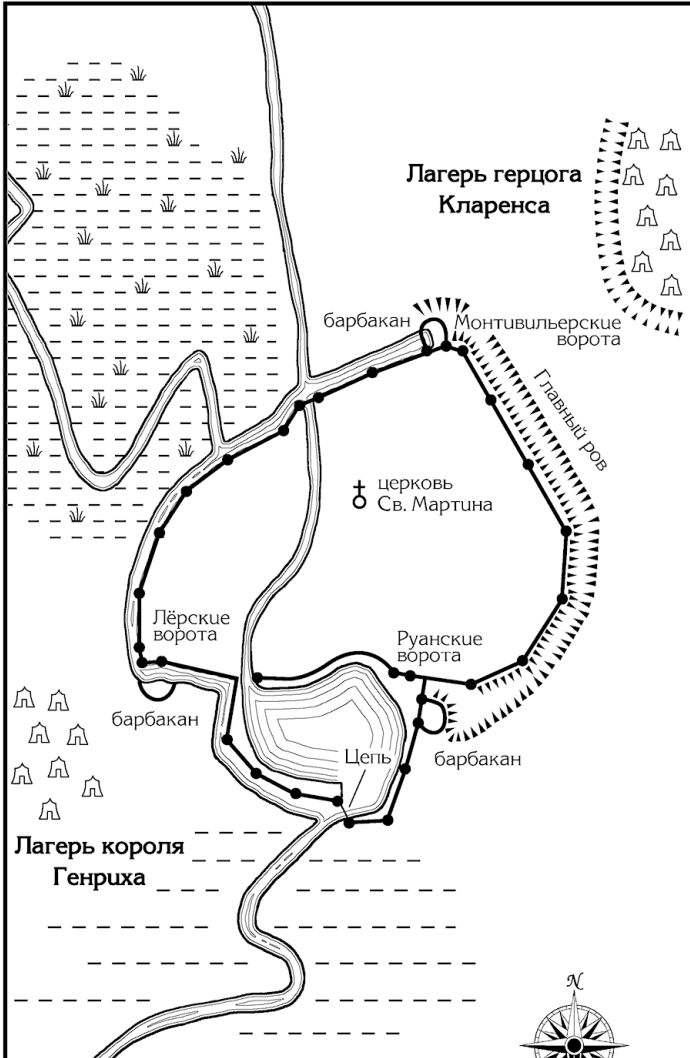 Лагерь герцога
Кларенса
барбакан
Монтивильерские
ворота
Главный ров
церковь
Св. Мартина
Лёрские
ворота
Руанские
ворота
барбакан
Цепь
барбакан
Лагерь короля
Генриха
N